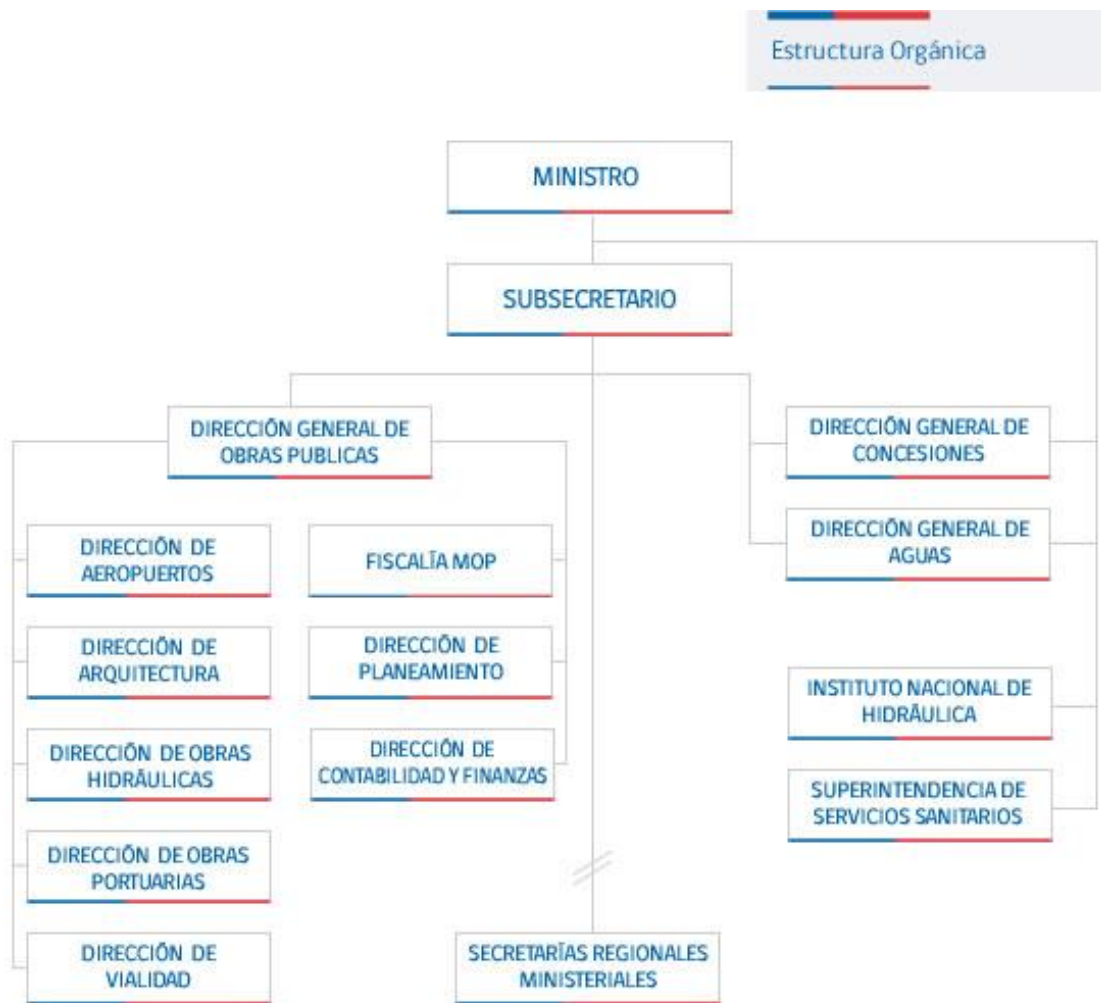 Estructura Orgánica
MINISTRO
SUBSECRETARIO
DIRECCIÓN GENERAL DE
OBRAS PUBLICAS
DIRECCIÓN GENERAL DE
CONCESIONES
DIRECCIÓN GENERAL DE
AGUAS
DIRECCIÓN DE
AEROPUERTOS
FISCALÍA MOP
DIRECCIÓN DE
ARQUITECTURA
DIRECCIÓN DE
PLANEAMIENTO
INSTITUTO NACIONAL DE
HIDRÁULICA
DIRECCIÓN DE OBRAS
HIDRÁULICAS
DIRECCIÓN DE
CONTABILIDAD Y FINANZAS
SUPERINTENDENCIA DE
SERVICIOS SANITARIOS
DIRECCIÓN DE OBRAS
PORTUARIAS
DIRECCIÓN DE
VIALIDAD
SECRETARÍAS REGIONALES
MINISTERIALES